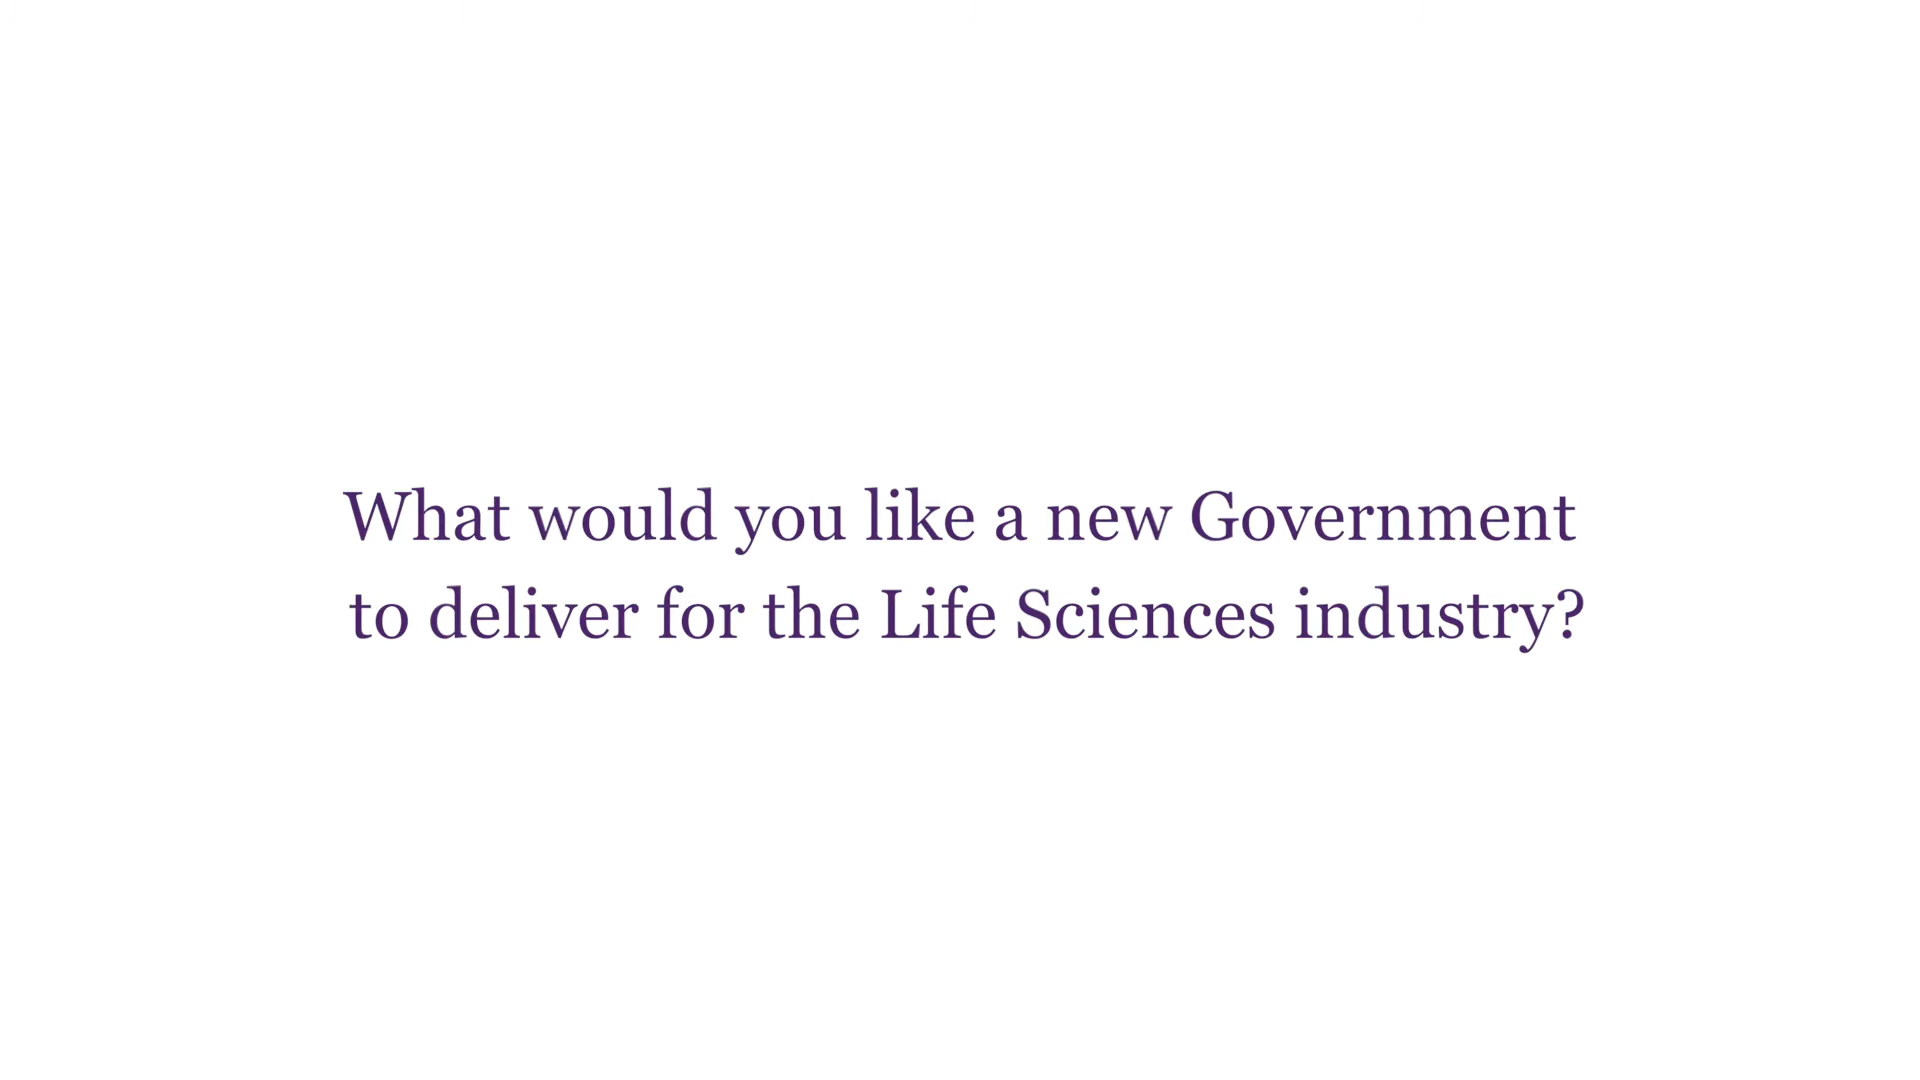 What would you like a new Government
to deliver for the Life Sciences industry?